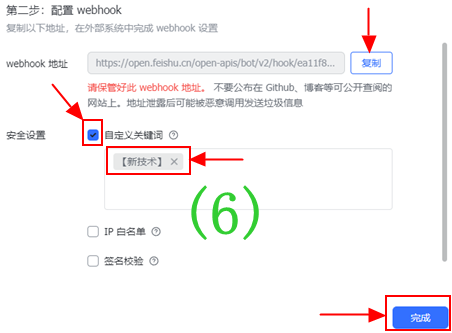 第二步：配置 webhook
复制以下地址，在外部系统中完成 webhook 设置
webhook 地址 https://open.feishu.cn/open-apis/bot/v2/hook/ea11f8... 复制
请保管好此 webhook 地址。 不要公布在 Github、博客等可公开查阅的
网站上。地址泄露后可能被恶意调用发送垃圾信息
安全设置 自定义关键词 ?
【新技术】 ×
(6)
IP 白名单 ?
签名校验 ?
完成